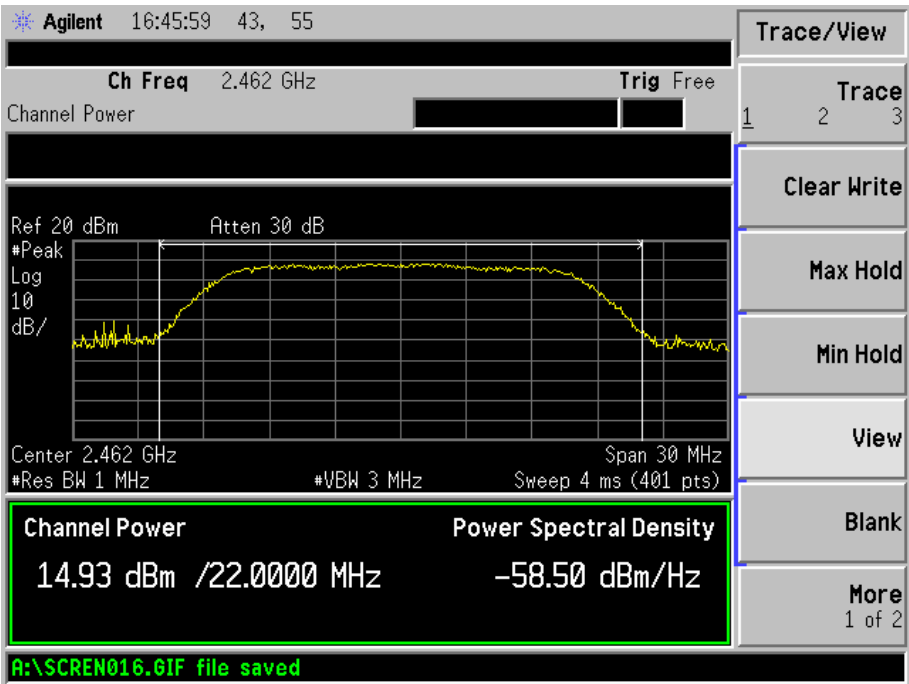 Agilent 16:45:59 43, 55
Ch Freq 2.462 GHz Trig Free
Channel Power
Ref 20 dBm Atten 30 dB
#Peak
Log
10
dB/
Center 2.462 GHz Span 30 MHz
#Res BW 1 MHz #VBW 3 MHz Sweep 4 ms (401 pts)
Channel Power Power Spectral Density
14.93 dBm /22.0000 MHz -58.50 dBm/Hz
A:\SCREN016.GIF file saved
Trace/View
Trace
1 2 3
Clear Write
Max Hold
Min Hold
View
Blank
More
1 of 2